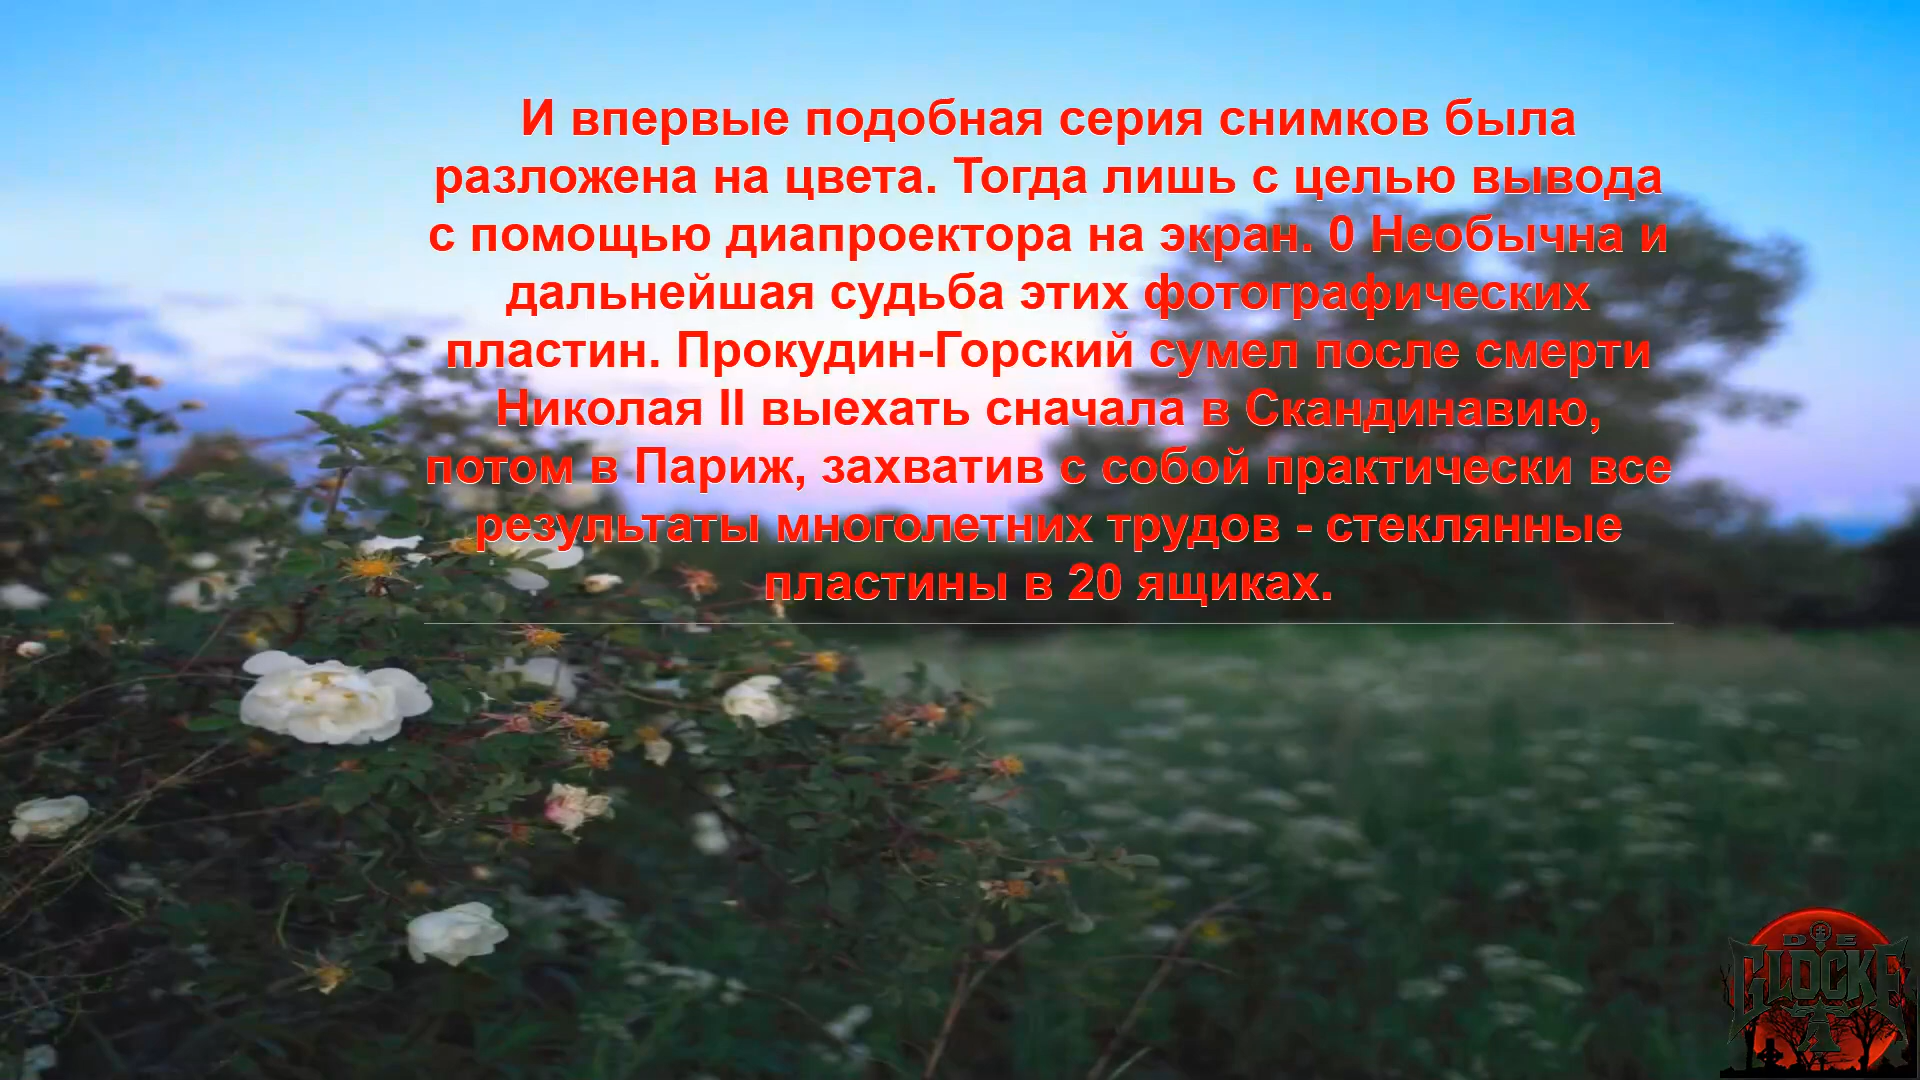 И впервые подобная серия снимков была
разложена на цвета. Тогда лишь с целью вывода
с помощью диапроектора на экран. 0 Необычна и
дальнейшая судьба этих фотографических
пластин. Прокудин-Горский сумел после смерти
Николая II выехать сначала в Скандинавию,
потом в Париж, захватив с собой практически все
результаты многолетних трудов - стеклянные
пластины в 20 ящиках.
DIE
GLOCKE